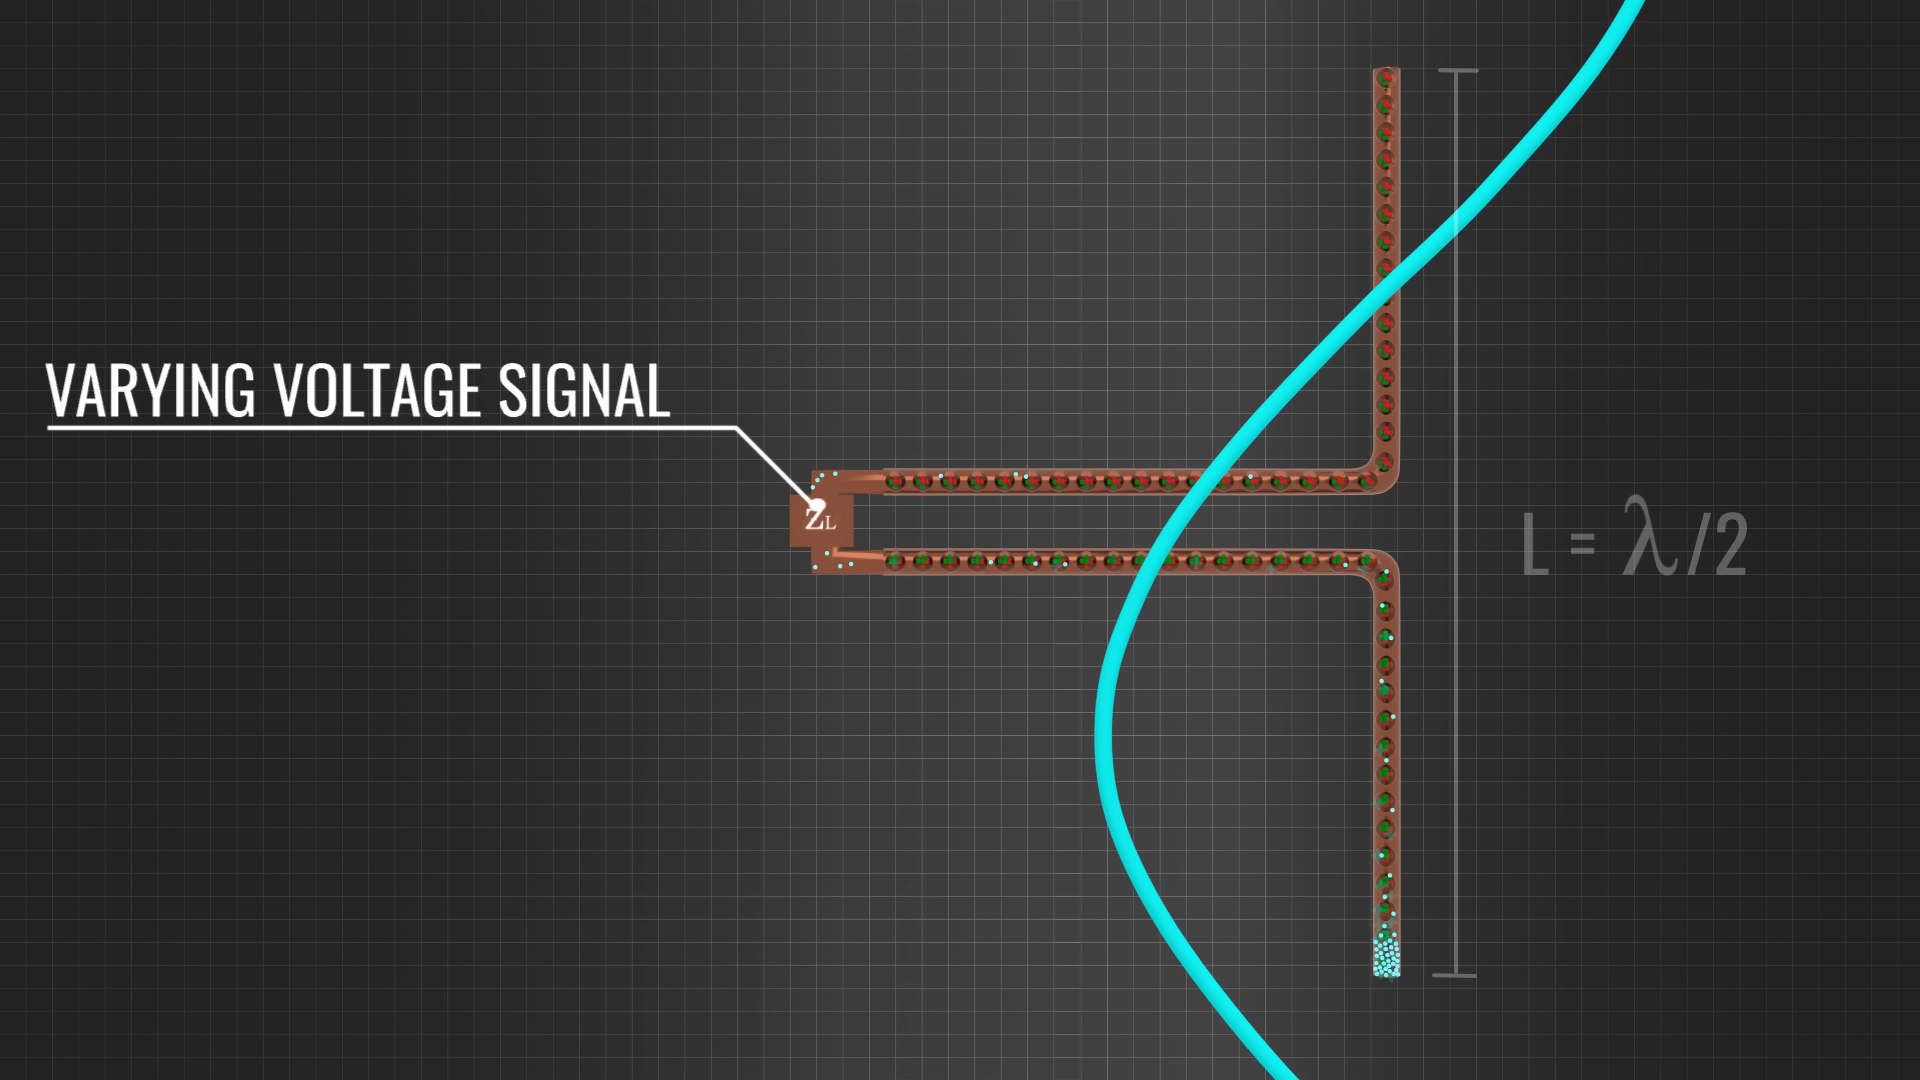 VARYING VOLTAGE SIGNAL
ZL
L = λ/2